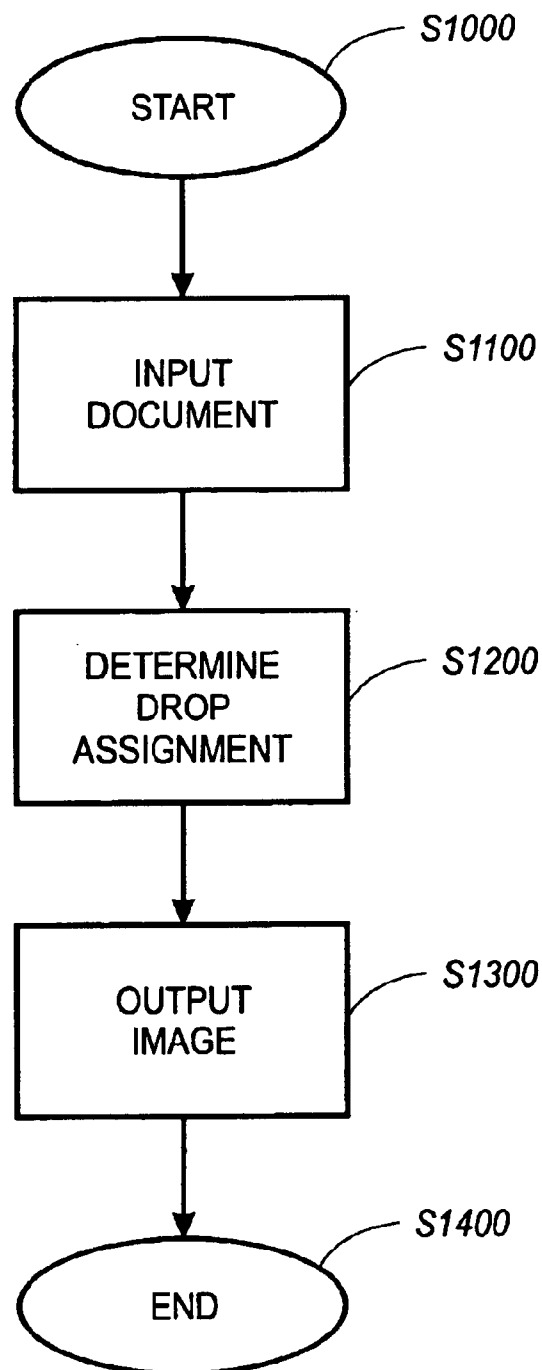 S1000
START
S1100
INPUT
DOCUMENT
S1200
DETERMINE
DROP
ASSIGNMENT
S1300
OUTPUT
IMAGE
S1400
END